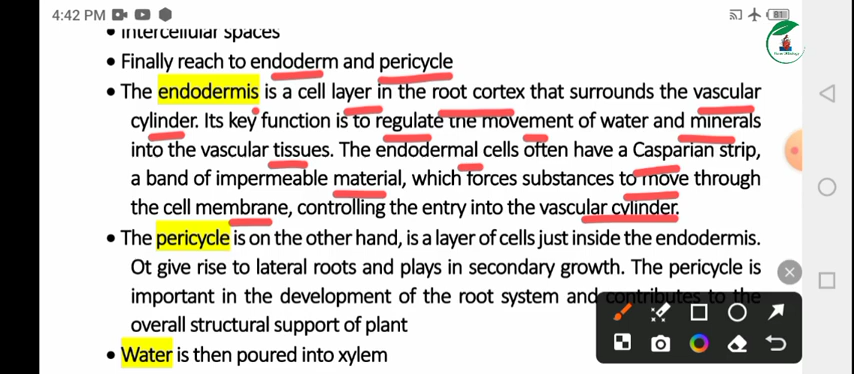 4:42 PM
81
• Intercellular spaces
• Finally reach to endoderm and pericycle
• The endodermis is a cell layer in the root cortex that surrounds the vascular
cylinder. Its key function is to regulate the movement of water and minerals
into the vascular tissues. The endodermal cells often have a Casparian strip,
a band of impermeable material, which forces substances to move through
the cell membrane, controlling the entry into the vascular cylinder.
• The pericycle is on the other hand, is a layer of cells just inside the endodermis.
Ot give rise to lateral roots and plays in secondary growth. The pericycle is
important in the development of the root system and contributes to the
overall structural support of plant
• Water is then poured into xylem